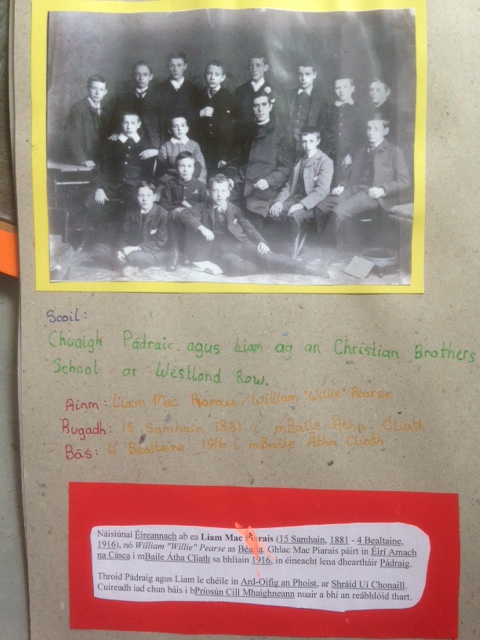 Scoil:
Chuaigh Pádraic agus Liam ag an Christian Brothers
School ar Westlond Row.
Ainm: Liam Mac Piarais/William "Willie" Pearse
Rugadh: 15 Samhain 1881 i mBaile Atha Cliath
Bás: 4 Bealtaine 1916 i mBaile Átha Cliath
Náisiúnaí Éireannach ab ea Liam Mac Piarais (15 Samhain, 1881 - 4 Bealtaine,
1916), nó William "Willie" Pearse as Béarla. Ghlac Mac Piarais páirt in Éirí Amach
na Cásca i mBaile Átha Cliath sa bhliain 1916, in éineacht lena dheartháir Pádraig.
Throid Pádraig agus Liam le chéile in Ard-Oifig an Phoist, ar Shráid Uí Chonaill.
Cuireadh iad chun báis i bPríosún Cill Mhaighneann nuair a bhí an reabhlóid thart.